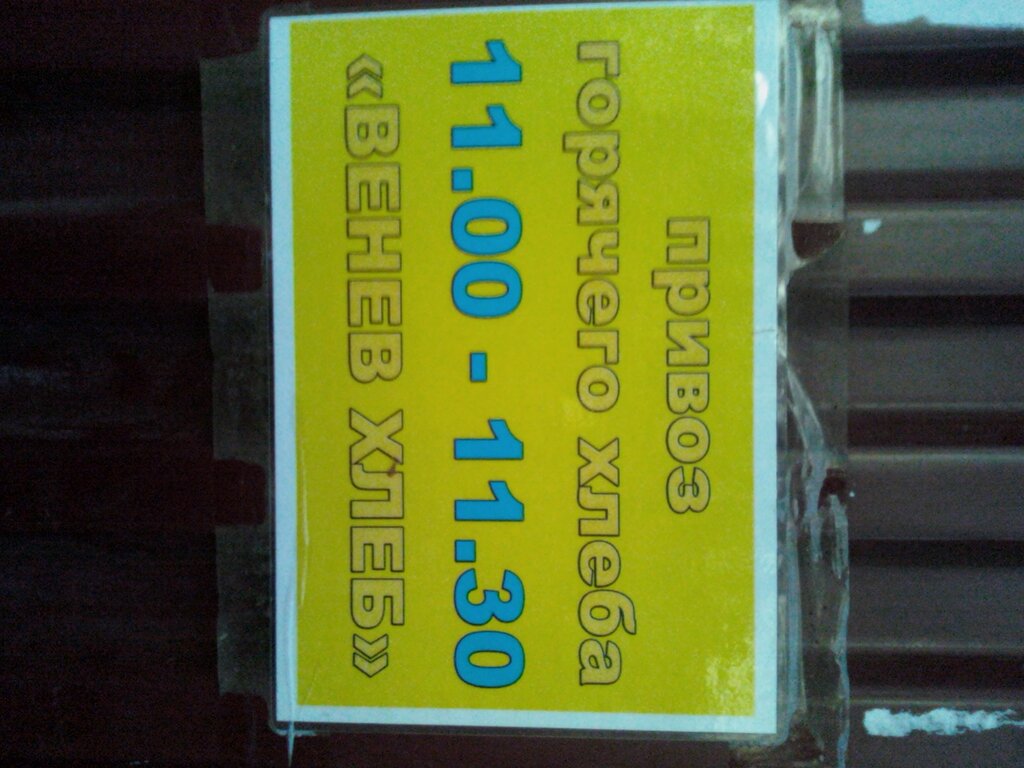 привоз
горячего хлеба
11.00 - 11.30
«ВЕНЕВ ХЛЕБ»